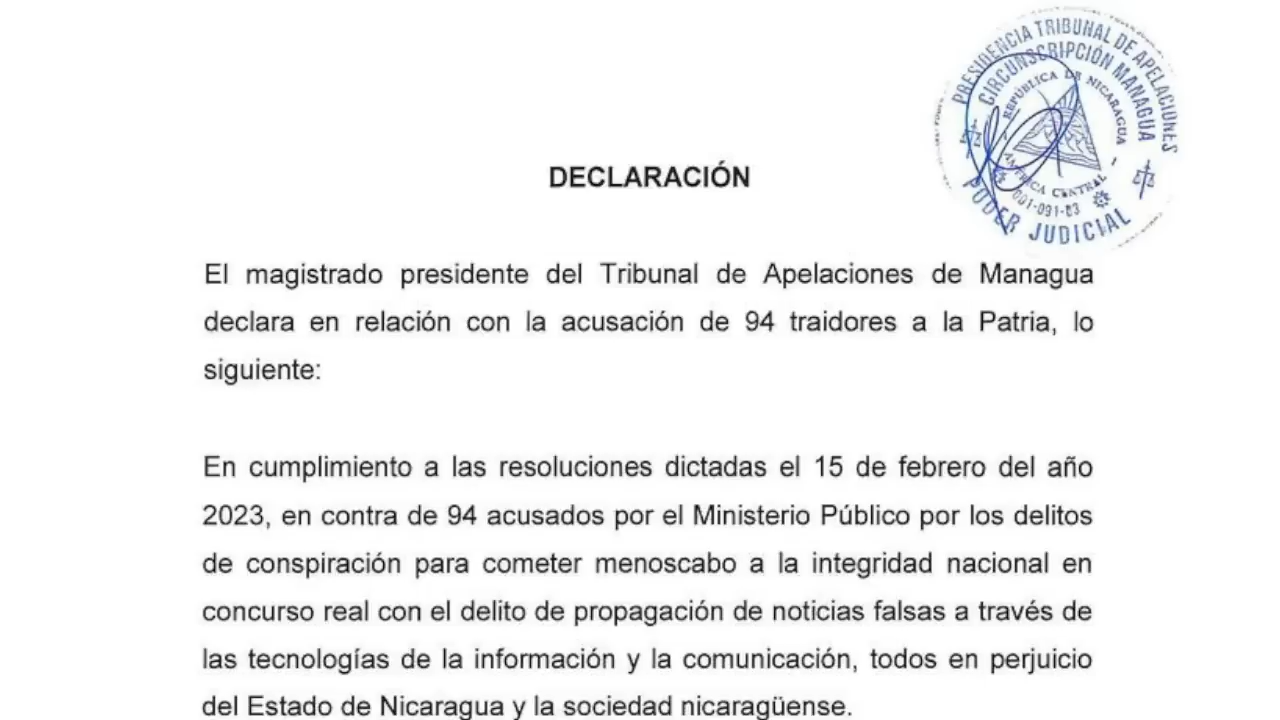 PRESIDENCIA TRIBUNAL DE APELACIONES
CIRCUNSCRIPCIÓN MANAGUA
REPÚBLICA DE NICARAGUA
AMÉRICA CENTRAL
001-091-03
PODER JUDICIAL
DECLARACIÓN
El magistrado presidente del Tribunal de Apelaciones de Managua
declara en relación con la acusación de 94 traidores a la Patria, lo
siguiente:
En cumplimiento a las resoluciones dictadas el 15 de febrero del año
2023, en contra de 94 acusados por el Ministerio Público por los delitos
de conspiración para cometer menoscabo a la integridad nacional en
concurso real con el delito de propagación de noticias falsas a través de
las tecnologías de la información y la comunicación, todos en perjuicio
del Estado de Nicaragua y la sociedad nicaragüense.